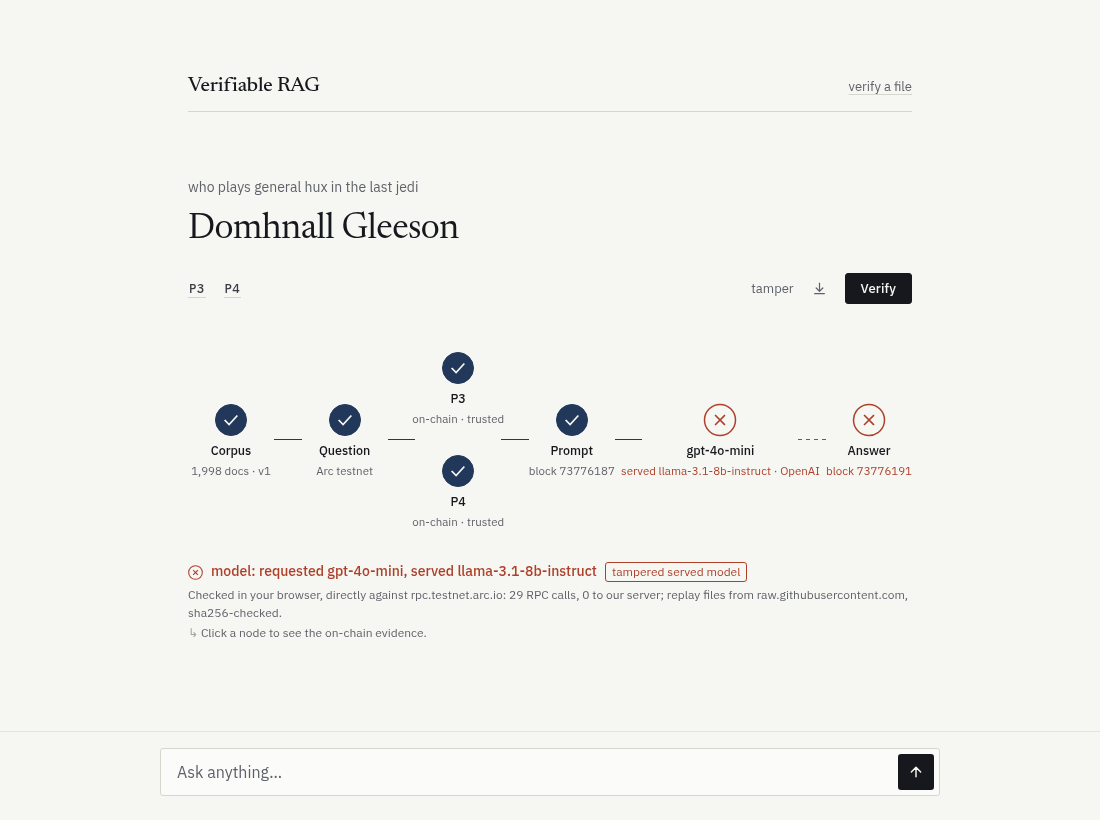 Verifiable RAG
verify a file
who plays general hux in the last jedi
Domhnall Gleeson
P3 P4
tamper
Verify
P3
on-chain · trusted
Corpus
1,998 docs · v1
Question
Arc testnet
P4
on-chain · trusted
Prompt
block 73776187
gpt-4o-mini
served llama-3.1-8b-instruct · OpenAI
Answer
block 73776191
model: requested gpt-4o-mini, served llama-3.1-8b-instruct tampered served model
Checked in your browser, directly against rpc.testnet.arc.io: 29 RPC calls, 0 to our server; replay files from raw.githubusercontent.com,
sha256-checked.
↳ Click a node to see the on-chain evidence.
Ask anything...